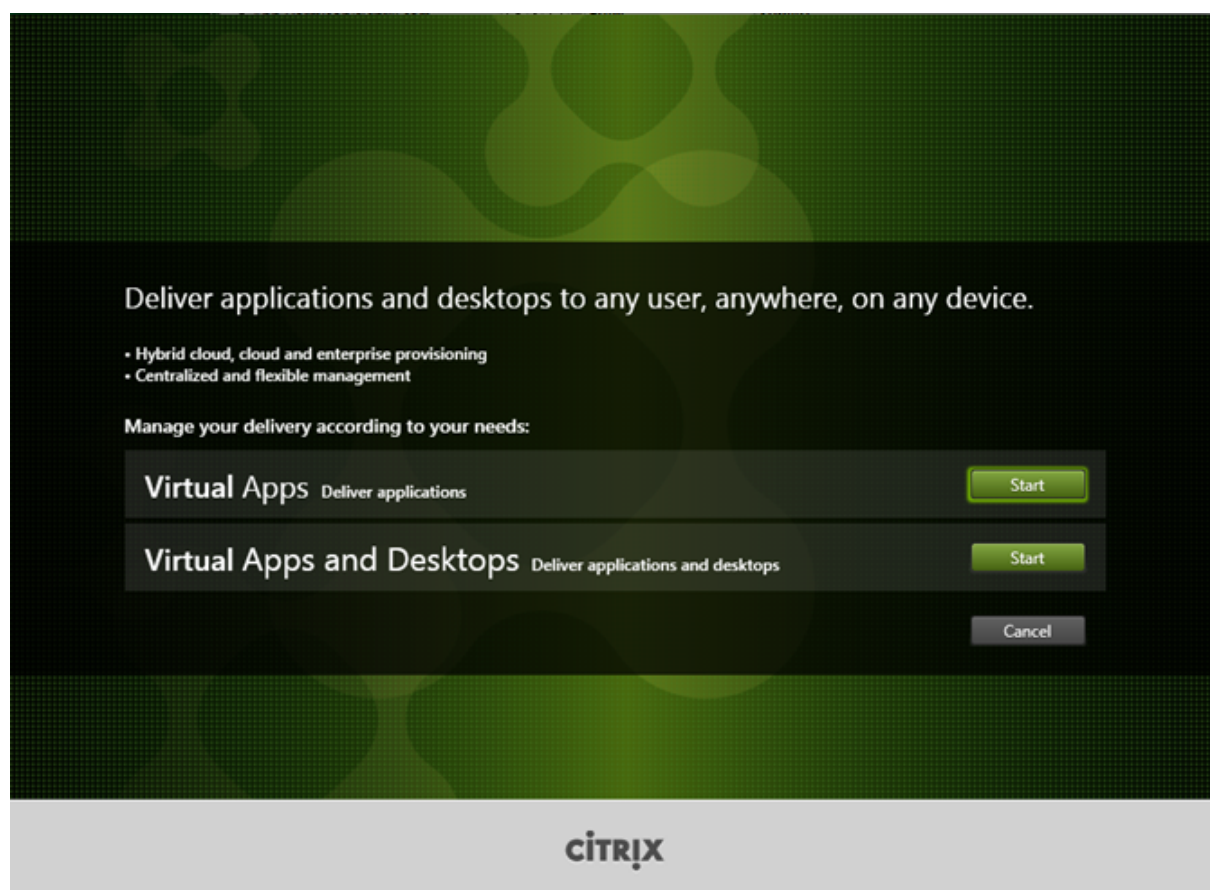 Deliver applications and desktops to any user, anywhere, on any device.
• Hybrid cloud, cloud and enterprise provisioning
• Centralized and flexible management
Manage your delivery according to your needs:
Virtual Apps Deliver applications Start
Virtual Apps and Desktops Deliver applications and desktops Start
Cancel
CİTRIX